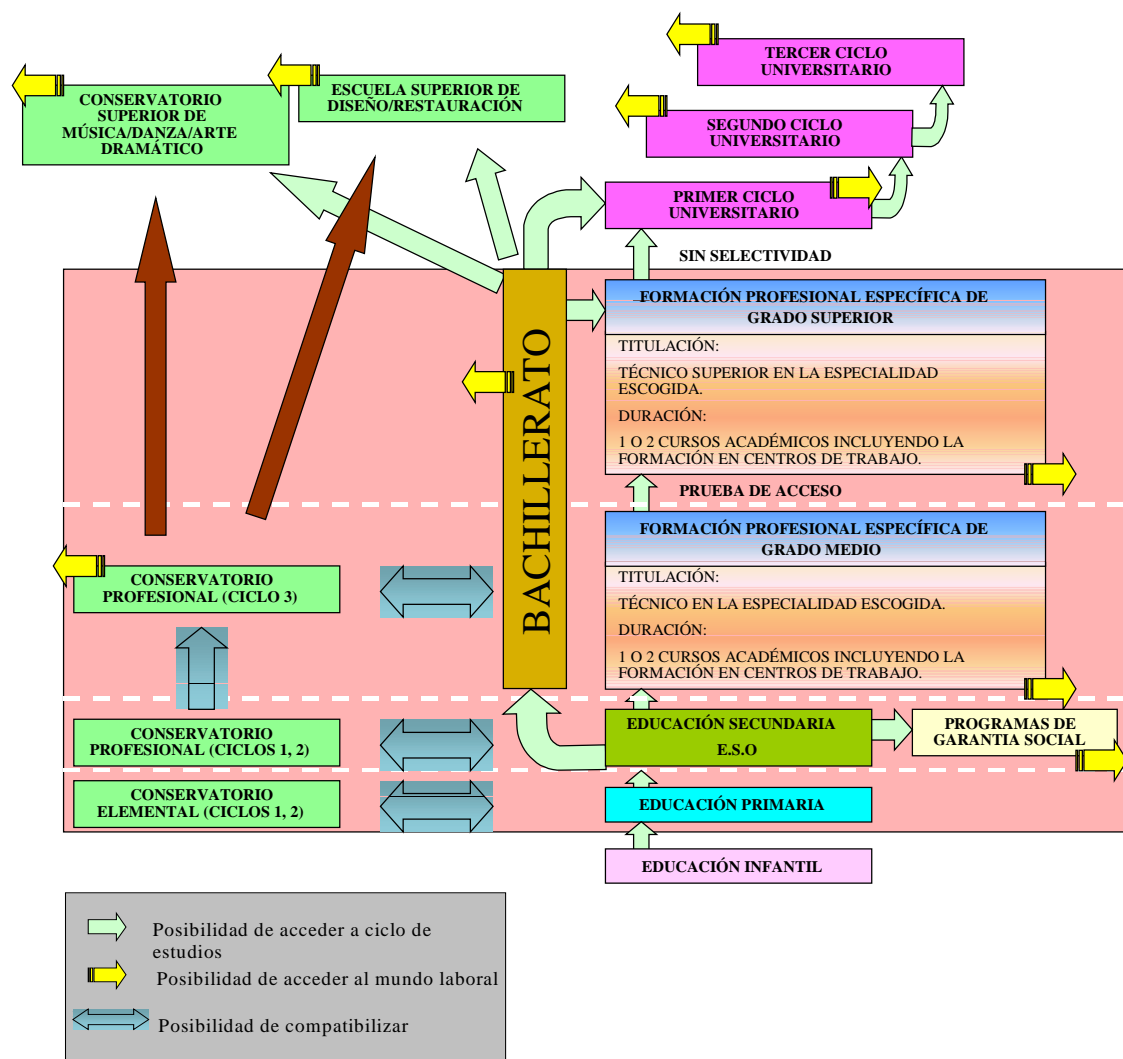 TERCER CICLO
UNIVERSITARIO
ESCUELA SUPERIOR DE
DISEÑO/RESTAURACIÓN
CONSERVATORIO
SUPERIOR DE
MÚSICA/DANZA/ARTE
DRAMÁTICO
SEGUNDO CICLO
UNIVERSITARIO
PRIMER CICLO
UNIVERSITARIO
SIN SELECTIVIDAD
FORMACIÓN PROFESIONAL ESPECÍFICA DE
GRADO SUPERIOR
TITULACIÓN:
TÉCNICO SUPERIOR EN LA ESPECIALIDAD
ESCOGIDA.
DURACIÓN:
1 O 2 CURSOS ACADÉMICOS INCLUYENDO LA
FORMACIÓN EN CENTROS DE TRABAJO.
BACHILLERATO
PRUEBA DE ACCESO
FORMACIÓN PROFESIONAL ESPECÍFICA DE
GRADO MEDIO
TITULACIÓN:
TÉCNICO EN LA ESPECIALIDAD ESCOGIDA.
DURACIÓN:
1 O 2 CURSOS ACADÉMICOS INCLUYENDO LA
FORMACIÓN EN CENTROS DE TRABAJO.
CONSERVATORIO
PROFESIONAL (CICLO 3)
CONSERVATORIO
PROFESIONAL (CICLOS 1, 2)
EDUCACIÓN SECUNDARIA
E.S.O
PROGRAMAS DE
GARANTIA SOCIAL
CONSERVATORIO
ELEMENTAL (CICLOS 1, 2)
EDUCACIÓN PRIMARIA
EDUCACIÓN INFANTIL
Posibilidad de acceder a ciclo de
estudios
Posibilidad de acceder al mundo laboral
Posibilidad de compatibilizar